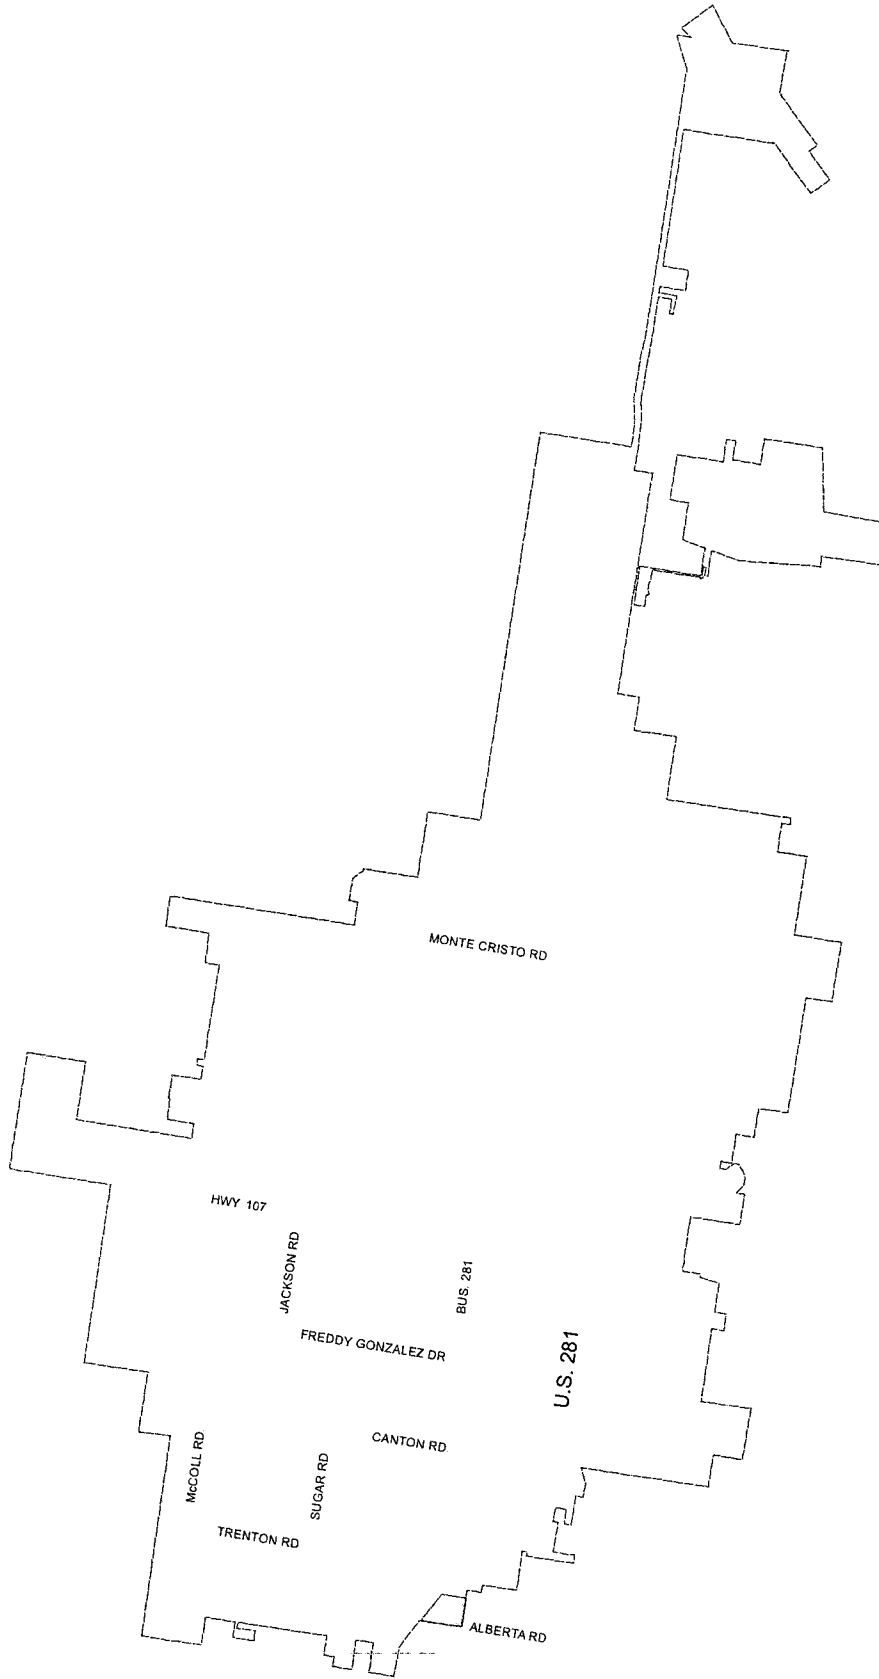 MONTE CRISTO RD
HWY 107
JACKSON RD
BUS. 281
FREDDY GONZALEZ DR
U.S. 281
CANTON RD
McCOLL RD
SUGAR RD
TRENTON RD
ALBERTA RD